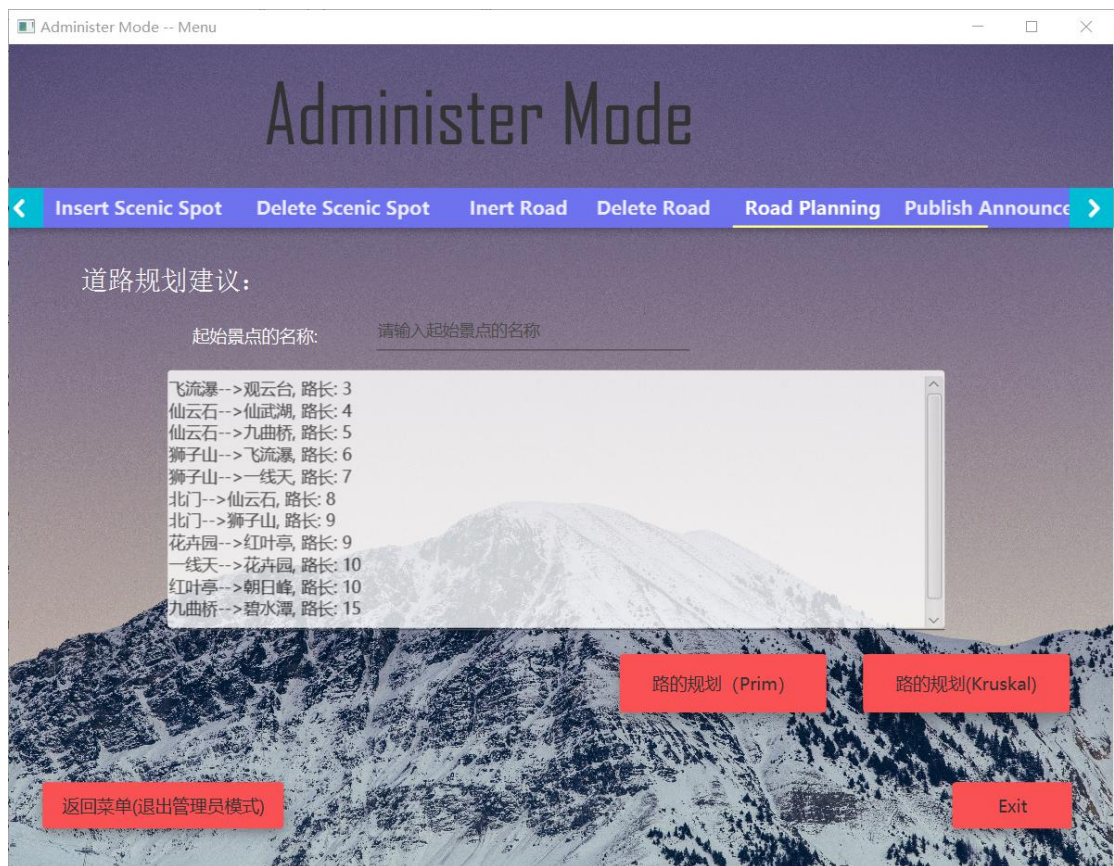 Administer Mode -- Menu
Administer Mode
Insert Scenic Spot Delete Scenic Spot Inert Road Delete Road Road Planning Publish Announce
道路规划建议：
起始景点的名称: 请输入起始景点的名称
飞流瀑-->观云台, 路长: 3
仙云石-->仙武湖, 路长: 4
仙云石-->九曲桥, 路长: 5
狮子山-->飞流瀑, 路长: 6
狮子山-->一线天, 路长: 7
北门-->仙云石, 路长: 8
北门-->狮子山, 路长: 9
花卉园-->红叶亭, 路长: 9
一线天-->花卉园, 路长: 10
红叶亭-->朝日峰, 路长: 10
九曲桥-->碧水潭, 路长: 15
路的规划（Prim） 路的规划(Kruskal)
返回菜单(退出管理员模式) Exit